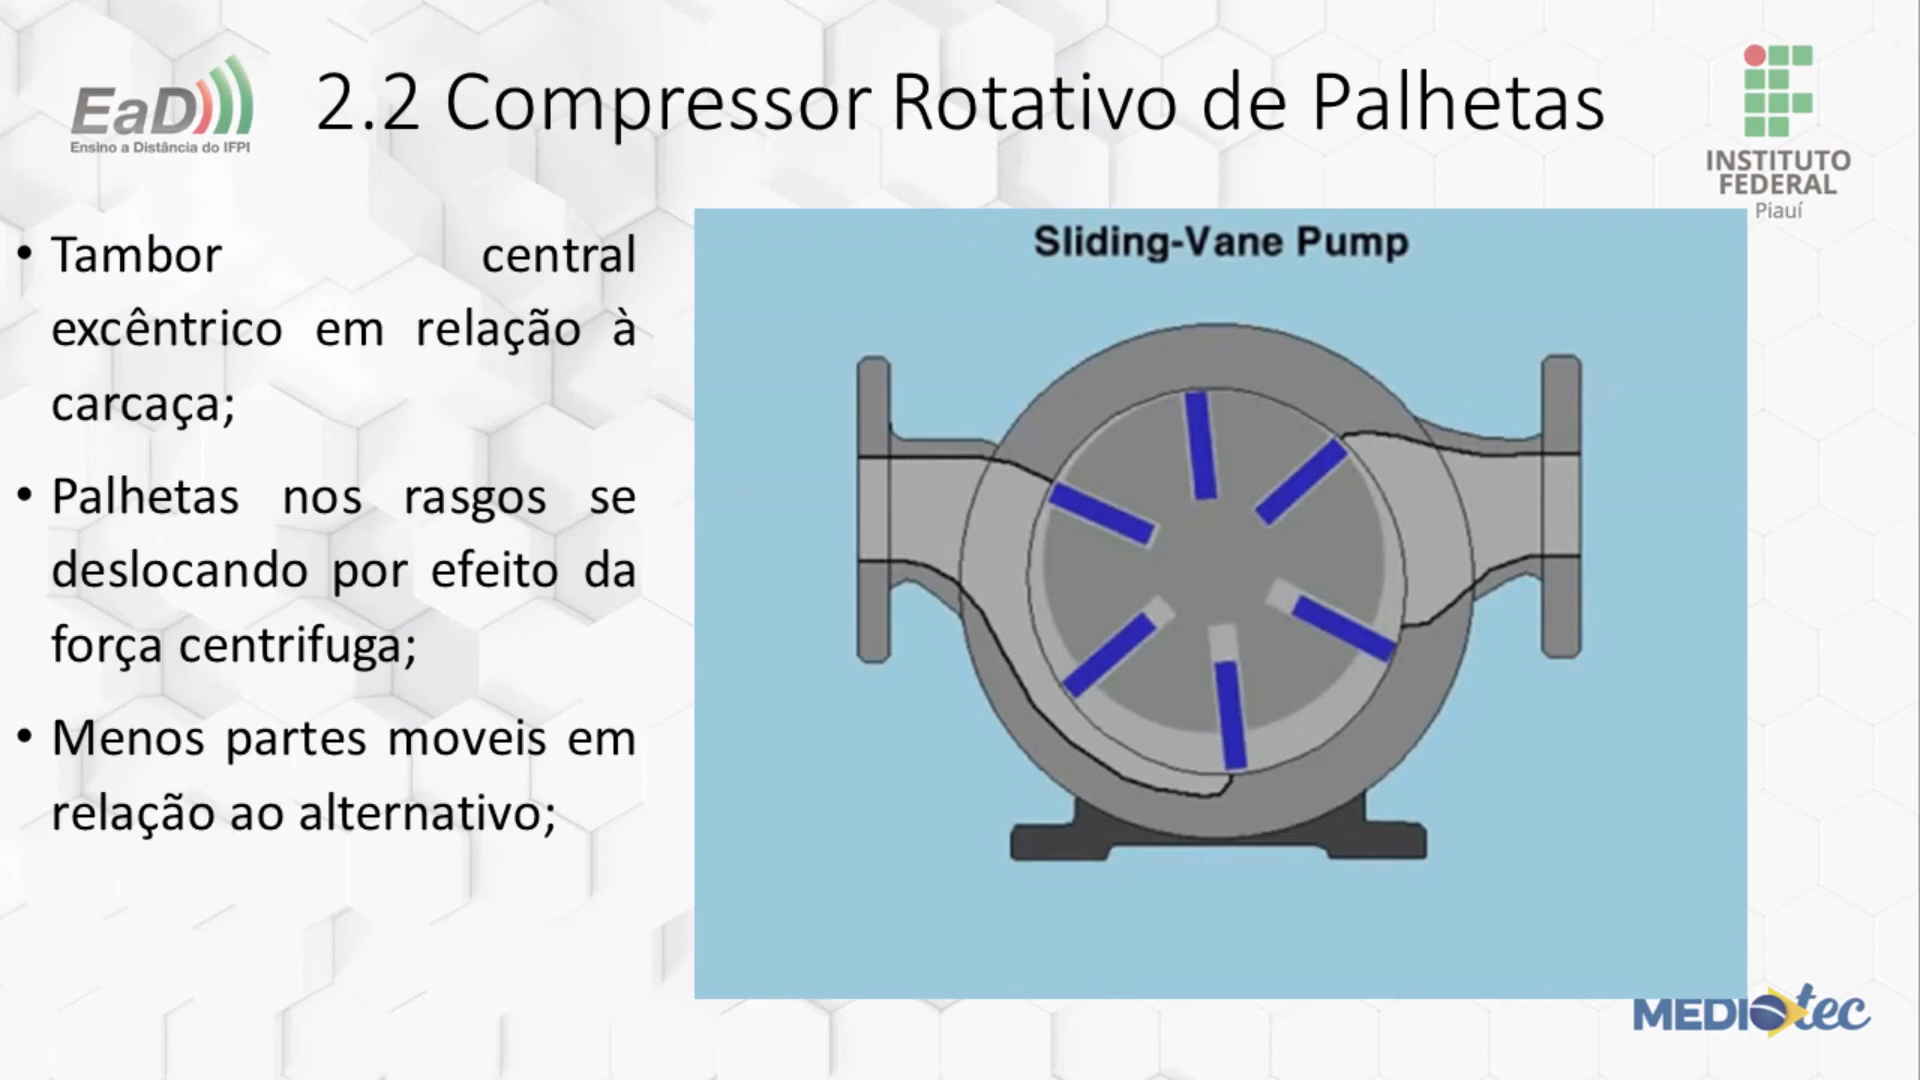 EaD
Ensino a Distância do IFPI
2.2 Compressor Rotativo de Palhetas
INSTITUTO
FEDERAL
Piauí
• Tambor central
excêntrico em relação à
carcaça;
• Palhetas nos rasgos se
deslocando por efeito da
força centrifuga;
• Menos partes moveis em
relação ao alternativo;
Sliding-Vane Pump
MEDIOtec